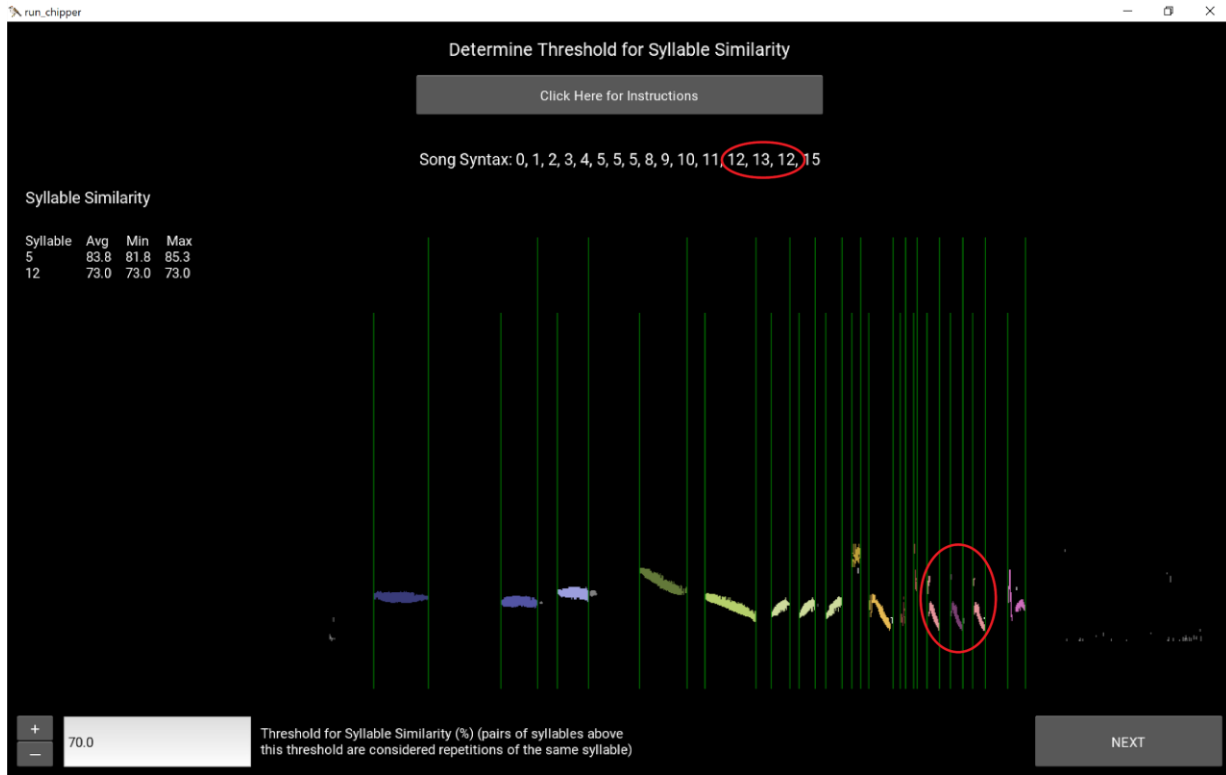 run_chipper
Determine Threshold for Syllable Similarity
Click Here for Instructions
Song Syntax: 0, 1, 2, 3, 4, 5, 5, 5, 8, 9, 10, 11, 12, 13, 12, 15
Syllable Similarity
Syllable Avg Min Max
5 83.8 81.8 85.3
12 73.0 73.0 73.0
+
–
70.0
Threshold for Syllable Similarity (%) (pairs of syllables above
this threshold are considered repetitions of the same syllable)
NEXT